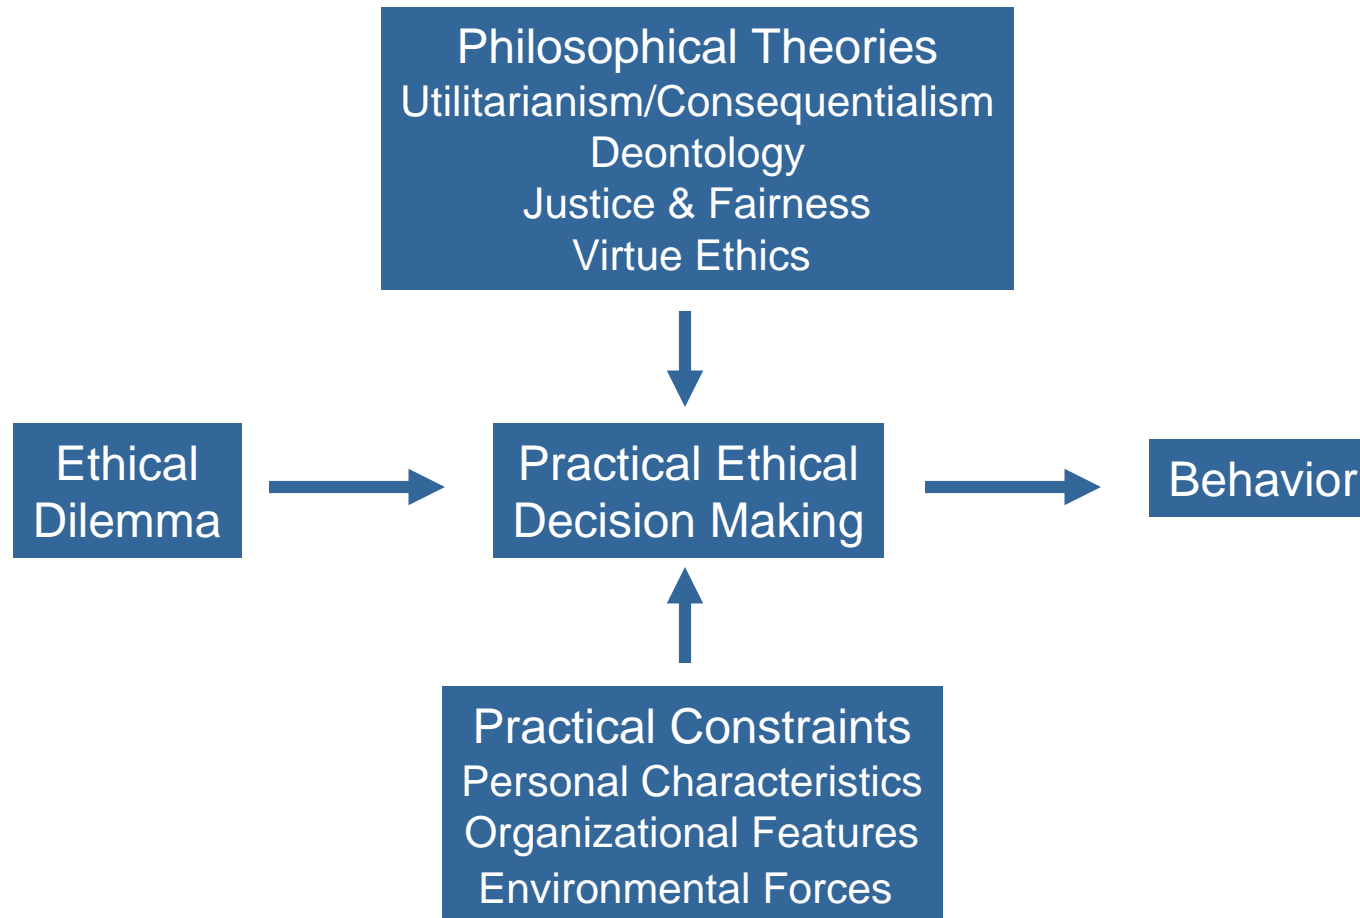 Philosophical Theories
Utilitarianism/Consequentialism
Deontology
Justice & Fairness
Virtue Ethics
Ethical
Dilemma
Practical Ethical
Decision Making
Behavior
Practical Constraints
Personal Characteristics
Organizational Features
Environmental Forces